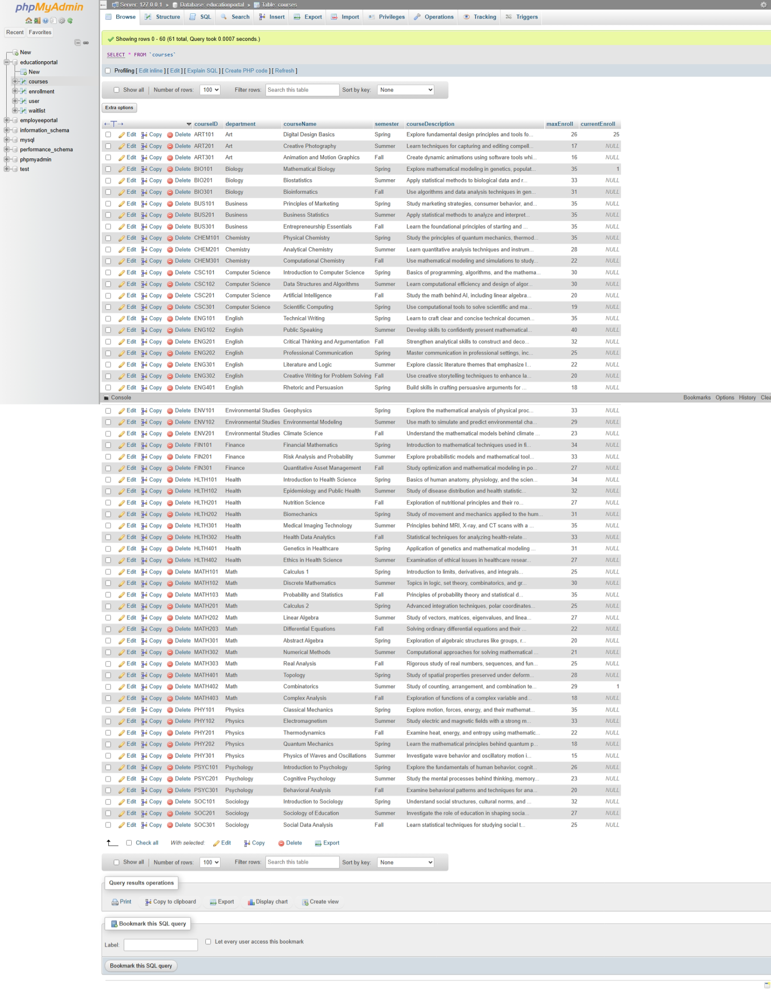 phpMyAdmin
Recent Favorites
New
educationportal
New
courses
enrollment
user
waitlist
employeeportal
information_schema
mysql
performance_schema
phpmyadmin
test
Server: 127.0.0.1 » Database: educationportal » Table: courses
Browse Structure SQL Search Insert Export Import Privileges Operations Tracking Triggers
Showing rows 0 - 60 (61 total, Query took 0.0007 seconds.)
SELECT * FROM `courses`
Profiling [ Edit inline ] [ Edit ] [ Explain SQL ] [ Create PHP code ] [ Refresh ]
Show all Number of rows: 100 Filter rows: Search this table Sort by key: None
Extra options
courseID department courseName semester courseDescription maxEnroll currentEnroll
Edit Copy Delete ART101 Art Digital Design Basics Spring Explore fundamental design principles and tools fo... 26 25
Edit Copy Delete ART201 Art Creative Photography Summer Learn techniques for capturing and editing compell... 17 NULL
Edit Copy Delete ART301 Art Animation and Motion Graphics Fall Create dynamic animations using software tools whi... 16 NULL
Edit Copy Delete BIO101 Biology Mathematical Biology Spring Explore mathematical modeling in genetics, populat... 35 1
Edit Copy Delete BIO201 Biology Biostatistics Summer Apply statistical methods to biological data and r... 33 NULL
Edit Copy Delete BIO301 Biology Bioinformatics Fall Use algorithms and data analysis techniques in gen... 31 NULL
Edit Copy Delete BUS101 Business Principles of Marketing Spring Study marketing strategies, consumer behavior, and... 35 NULL
Edit Copy Delete BUS201 Business Business Statistics Summer Apply statistical methods to analyze and interpret... 35 NULL
Edit Copy Delete BUS301 Business Entrepreneurship Essentials Fall Learn the foundational principles of starting and ... 35 NULL
Edit Copy Delete CHEM101 Chemistry Physical Chemistry Spring Study the principles of quantum mechanics, thermod... 35 NULL
Edit Copy Delete CHEM201 Chemistry Analytical Chemistry Summer Learn quantitative analysis techniques and instrum... 28 NULL
Edit Copy Delete CHEM301 Chemistry Computational Chemistry Fall Use mathematical modeling and simulations to study... 22 NULL
Edit Copy Delete CSC101 Computer Science Introduction to Computer Science Spring Basics of programming, algorithms, and the mathema... 30 NULL
Edit Copy Delete CSC102 Computer Science Data Structures and Algorithms Summer Learn computational efficiency and design of algor... 30 NULL
Edit Copy Delete CSC201 Computer Science Artificial Intelligence Fall Study the math behind AI, including linear algebra... 20 NULL
Edit Copy Delete CSC301 Computer Science Scientific Computing Spring Use computational tools to solve scientific and ma... 19 NULL
Edit Copy Delete ENG101 English Technical Writing Spring Learn to craft clear and concise technical documen... 35 NULL
Edit Copy Delete ENG102 English Public Speaking Summer Develop skills to confidently present mathematical... 40 NULL
Edit Copy Delete ENG201 English Critical Thinking and Argumentation Fall Strengthen analytical skills to construct and deco... 32 NULL
Edit Copy Delete ENG202 English Professional Communication Spring Master communication in professional settings, inc... 25 NULL
Edit Copy Delete ENG301 English Literature and Logic Summer Explore classic literature themes that emphasize l... 22 NULL
Edit Copy Delete ENG302 English Creative Writing for Problem Solving Fall Use creative storytelling techniques to enhance la... 20 NULL
Edit Copy Delete ENG401 English Rhetoric and Persuasion Spring Build skills in crafting persuasive arguments for ... 18 NULL
Console Bookmarks Options History Clea
Edit Copy Delete ENV101 Environmental Studies Geophysics Spring Explore the mathematical analysis of physical proc... 33 NULL
Edit Copy Delete ENV102 Environmental Studies Environmental Modeling Summer Use math to simulate and predict environmental cha... 29 NULL
Edit Copy Delete ENV201 Environmental Studies Climate Science Fall Understand the mathematical models behind climate ... 23 NULL
Edit Copy Delete FIN101 Finance Financial Mathematics Spring Introduction to mathematical techniques used in fi... 34 NULL
Edit Copy Delete FIN201 Finance Risk Analysis and Probability Summer Explore probabilistic models and mathematical tool... 33 NULL
Edit Copy Delete FIN301 Finance Quantitative Asset Management Fall Study optimization and mathematical modeling in po... 27 NULL
Edit Copy Delete HLTH101 Health Introduction to Health Science Spring Basics of human anatomy, physiology, and the scien... 34 NULL
Edit Copy Delete HLTH102 Health Epidemiology and Public Health Summer Study of disease distribution and health statistic... 32 NULL
Edit Copy Delete HLTH201 Health Nutrition Science Fall Exploration of nutritional principles and their ro... 27 NULL
Edit Copy Delete HLTH202 Health Biomechanics Spring Study of movement and mechanics applied to the hum... 31 NULL
Edit Copy Delete HLTH301 Health Medical Imaging Technology Summer Principles behind MRI, X-ray, and CT scans with a ... 35 NULL
Edit Copy Delete HLTH302 Health Health Data Analytics Fall Statistical techniques for analyzing health-relate... 33 NULL
Edit Copy Delete HLTH401 Health Genetics in Healthcare Spring Application of genetics and mathematical modeling ... 31 NULL
Edit Copy Delete HLTH402 Health Ethics in Health Science Summer Examination of ethical issues in healthcare resear... 27 NULL
Edit Copy Delete MATH101 Math Calculus 1 Spring Introduction to limits, derivatives, and integrals... 25 NULL
Edit Copy Delete MATH102 Math Discrete Mathematics Summer Topics in logic, set theory, combinatorics, and gr... 30 NULL
Edit Copy Delete MATH103 Math Probability and Statistics Fall Principles of probability theory and statistical d... 35 NULL
Edit Copy Delete MATH201 Math Calculus 2 Spring Advanced integration techniques, polar coordinates... 25 NULL
Edit Copy Delete MATH202 Math Linear Algebra Summer Study of vectors, matrices, eigenvalues, and linea... 27 NULL
Edit Copy Delete MATH203 Math Differential Equations Fall Solving ordinary differential equations and their ... 22 NULL
Edit Copy Delete MATH301 Math Abstract Algebra Spring Exploration of algebraic structures like groups, r... 20 NULL
Edit Copy Delete MATH302 Math Numerical Methods Summer Computational approaches for solving mathematical ... 21 NULL
Edit Copy Delete MATH303 Math Real Analysis Fall Rigorous study of real numbers, sequences, and fun... 25 NULL
Edit Copy Delete MATH401 Math Topology Spring Study of spatial properties preserved under deform... 28 NULL
Edit Copy Delete MATH402 Math Combinatorics Summer Study of counting, arrangement, and combination te... 29 1
Edit Copy Delete MATH403 Math Complex Analysis Fall Exploration of functions of a complex variable and... 18 NULL
Edit Copy Delete PHY101 Physics Classical Mechanics Spring Explore motion, forces, energy, and their mathemat... 35 NULL
Edit Copy Delete PHY102 Physics Electromagnetism Summer Study electric and magnetic fields with a strong m... 33 NULL
Edit Copy Delete PHY201 Physics Thermodynamics Fall Examine heat, energy, and entropy using mathematic... 22 NULL
Edit Copy Delete PHY202 Physics Quantum Mechanics Spring Learn the mathematical principles behind quantum p... 18 NULL
Edit Copy Delete PHY301 Physics Physics of Waves and Oscillations Summer Investigate wave behavior and oscillatory motion i... 15 NULL
Edit Copy Delete PSYC101 Psychology Introduction to Psychology Spring Explore the fundamentals of human behavior, cognit... 26 NULL
Edit Copy Delete PSYC201 Psychology Cognitive Psychology Summer Study the mental processes behind thinking, memory... 23 NULL
Edit Copy Delete PSYC301 Psychology Behavioral Analysis Fall Examine behavioral patterns and techniques for ana... 20 NULL
Edit Copy Delete SOC101 Sociology Introduction to Sociology Spring Understand social structures, cultural norms, and ... 32 NULL
Edit Copy Delete SOC201 Sociology Sociology of Education Summer Investigate the role of education in shaping socia... 27 NULL
Edit Copy Delete SOC301 Sociology Social Data Analysis Fall Learn statistical techniques for studying social t... 25 NULL
Check all With selected: Edit Copy Delete Export
Show all Number of rows: 100 Filter rows: Search this table Sort by key: None
Query results operations
Print Copy to clipboard Export Display chart Create view
Bookmark this SQL query
Label: Let every user access this bookmark
Bookmark this SQL query